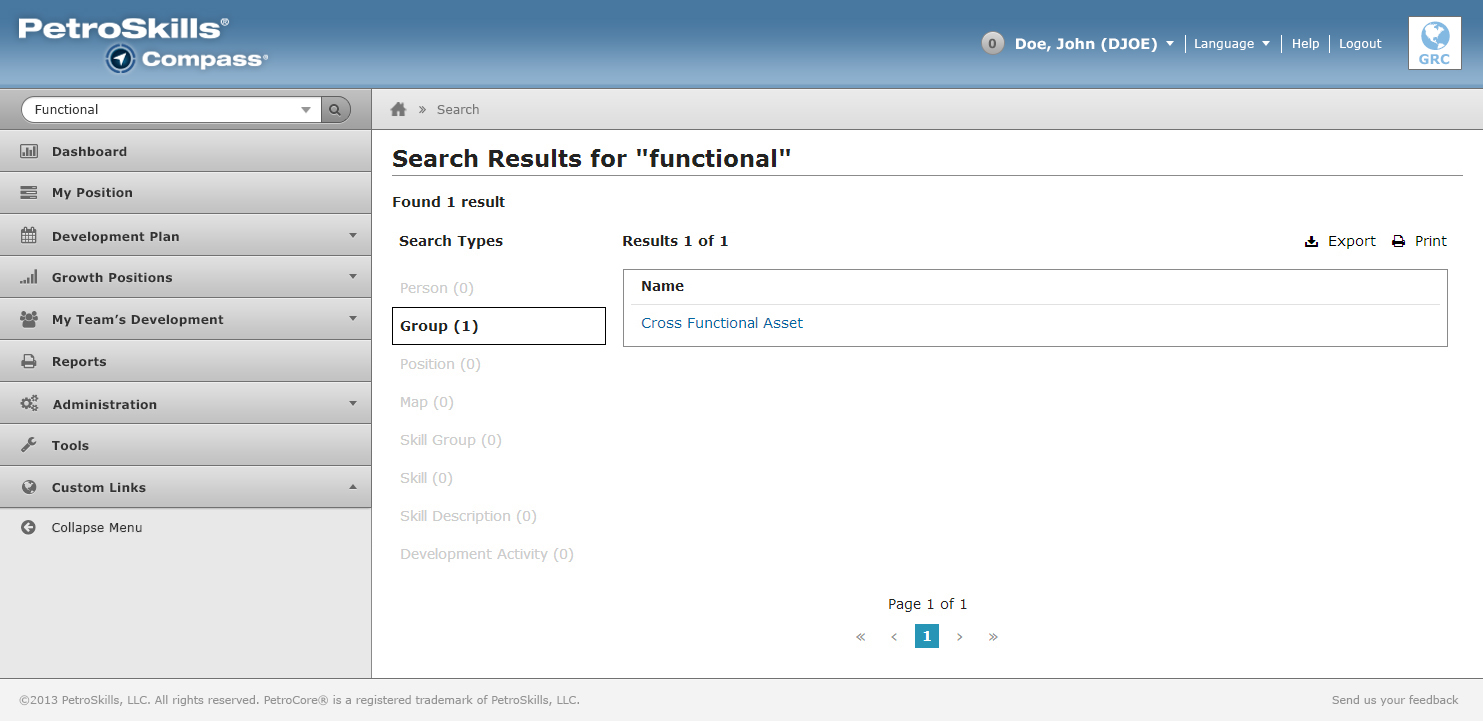 PetroSkills®
Compass®
0 Doe, John (DJOE) Language Help Logout
GRC
Functional
» Search
Dashboard
My Position
Development Plan
Growth Positions
My Team’s Development
Reports
Administration
Tools
Custom Links
Collapse Menu
Search Results for "functional"
Found 1 result
Search Types
Person (0)
Group (1)
Position (0)
Map (0)
Skill Group (0)
Skill (0)
Skill Description (0)
Development Activity (0)
Results 1 of 1
Export Print
Name
Cross Functional Asset
Page 1 of 1
« ‹ 1 › »
©2013 PetroSkills, LLC. All rights reserved. PetroCore® is a registered trademark of PetroSkills, LLC.
Send us your feedback